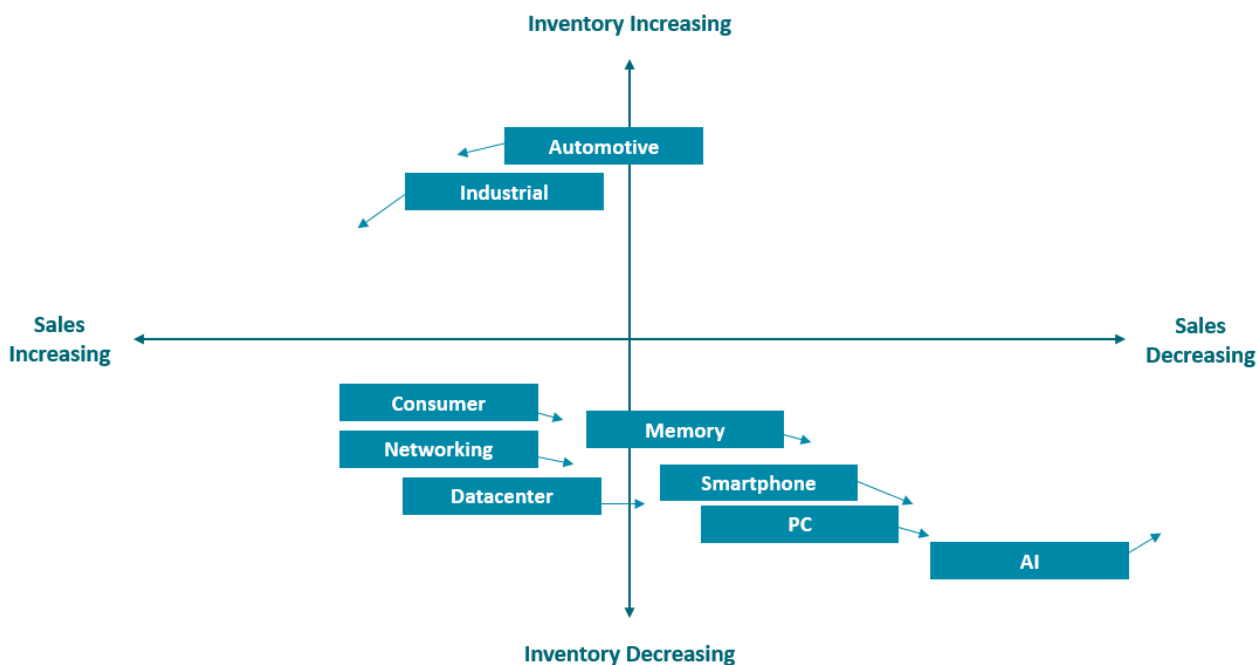 Inventory Increasing
Automotive
Industrial
Sales
Increasing
Sales
Decreasing
Consumer
Memory
Networking
Smartphone
Datacenter
PC
AI
Inventory Decreasing